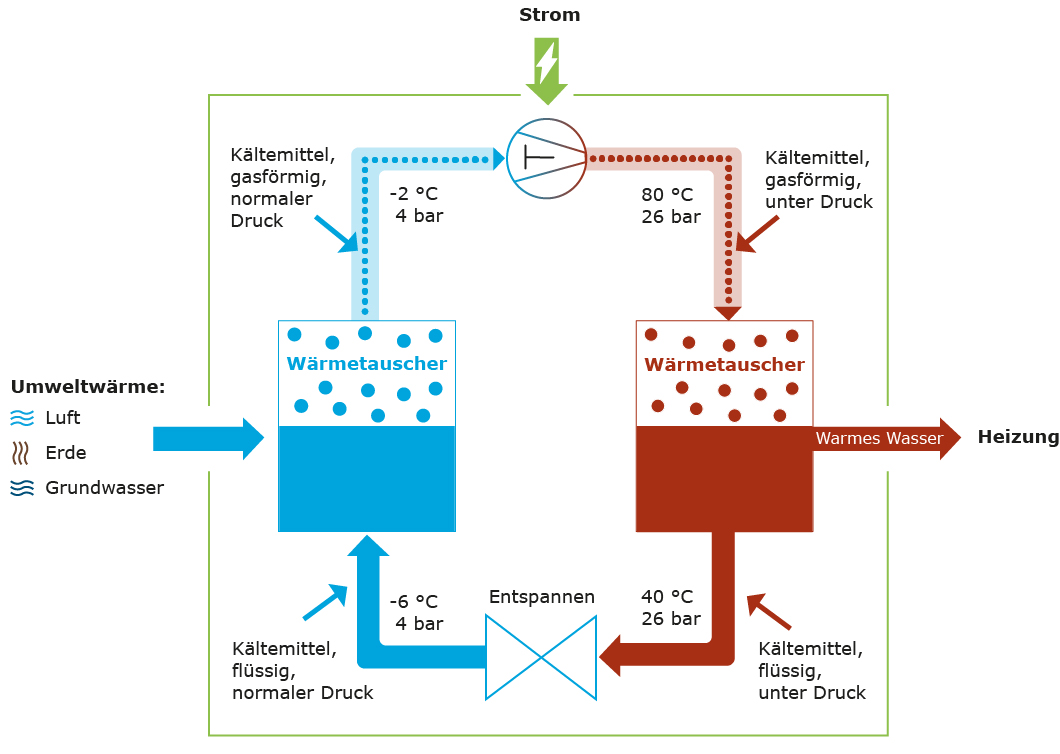 Strom
Kältemittel,
gasförmig,
normaler
Druck
-2 °C
4 bar
80 °C
26 bar
Kältemittel,
gasförmig,
unter Druck
Wärmetauscher
Wärmetauscher
Umweltwärme:
Luft
Erde
Grundwasser
Warmes Wasser
Heizung
-6 °C
4 bar
Entspannen
40 °C
26 bar
Kältemittel,
flüssig,
normaler Druck
Kältemittel,
flüssig,
unter Druck